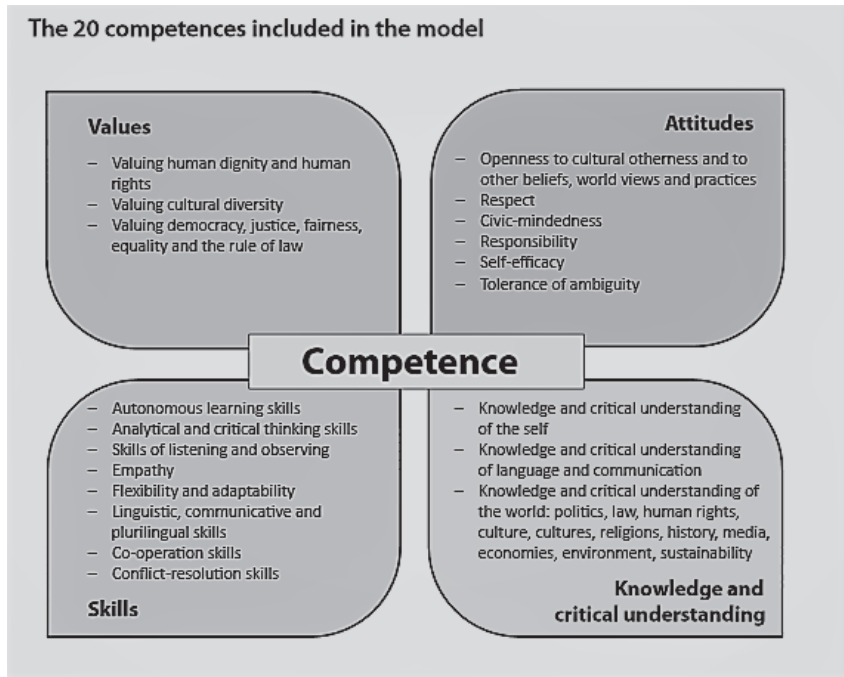 The 20 competences included in the model
Values
– Valuing human dignity and human
rights
– Valuing cultural diversity
– Valuing democracy, justice, fairness,
equality and the rule of law
Attitudes
– Openness to cultural otherness and to
other beliefs, world views and practices
– Respect
– Civic-mindedness
– Responsibility
– Self-efficacy
– Tolerance of ambiguity
Competence
– Autonomous learning skills
– Analytical and critical thinking skills
– Skills of listening and observing
– Empathy
– Flexibility and adaptability
– Linguistic, communicative and
plurilingual skills
– Co-operation skills
– Conflict-resolution skills
Skills
– Knowledge and critical understanding
of the self
– Knowledge and critical understanding
of language and communication
– Knowledge and critical understanding of
the world: politics, law, human rights,
culture, cultures, religions, history, media,
economies, environment, sustainability
Knowledge and
critical understanding